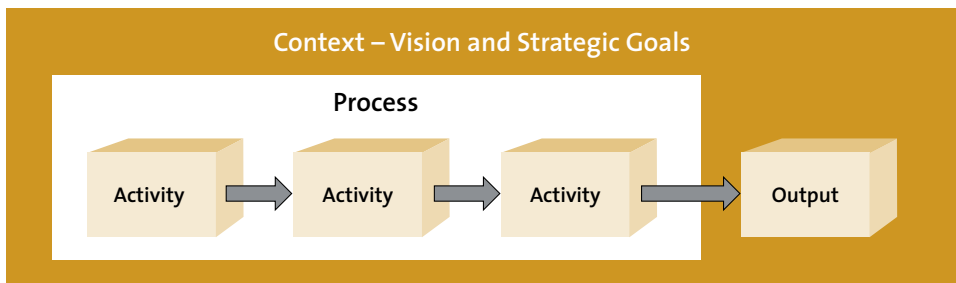 Context – Vision and Strategic Goals
Process
Activity
Activity
Activity
Output